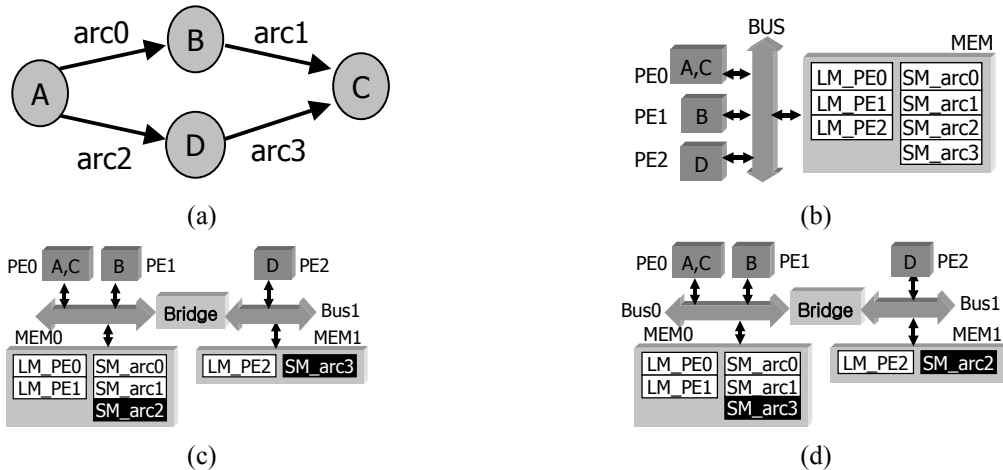 arc0
B
arc1
A
C
arc2
D
arc3
(a)
BUS
MEM
PE0
A,C
PE1
B
PE2
D
LM_PE0
LM_PE1
LM_PE2
SM_arc0
SM_arc1
SM_arc2
SM_arc3
(b)
PE0
A,C
B
PE1
D
PE2
Bridge
Bus1
MEM0
LM_PE0
LM_PE1
SM_arc0
SM_arc1
SM_arc2
MEM1
LM_PE2
SM_arc3
(c)
PE0
A,C
B
PE1
D
PE2
Bus0
Bridge
Bus1
MEM0
LM_PE0
LM_PE1
SM_arc0
SM_arc1
SM_arc3
MEM1
LM_PE2
SM_arc2
(d)